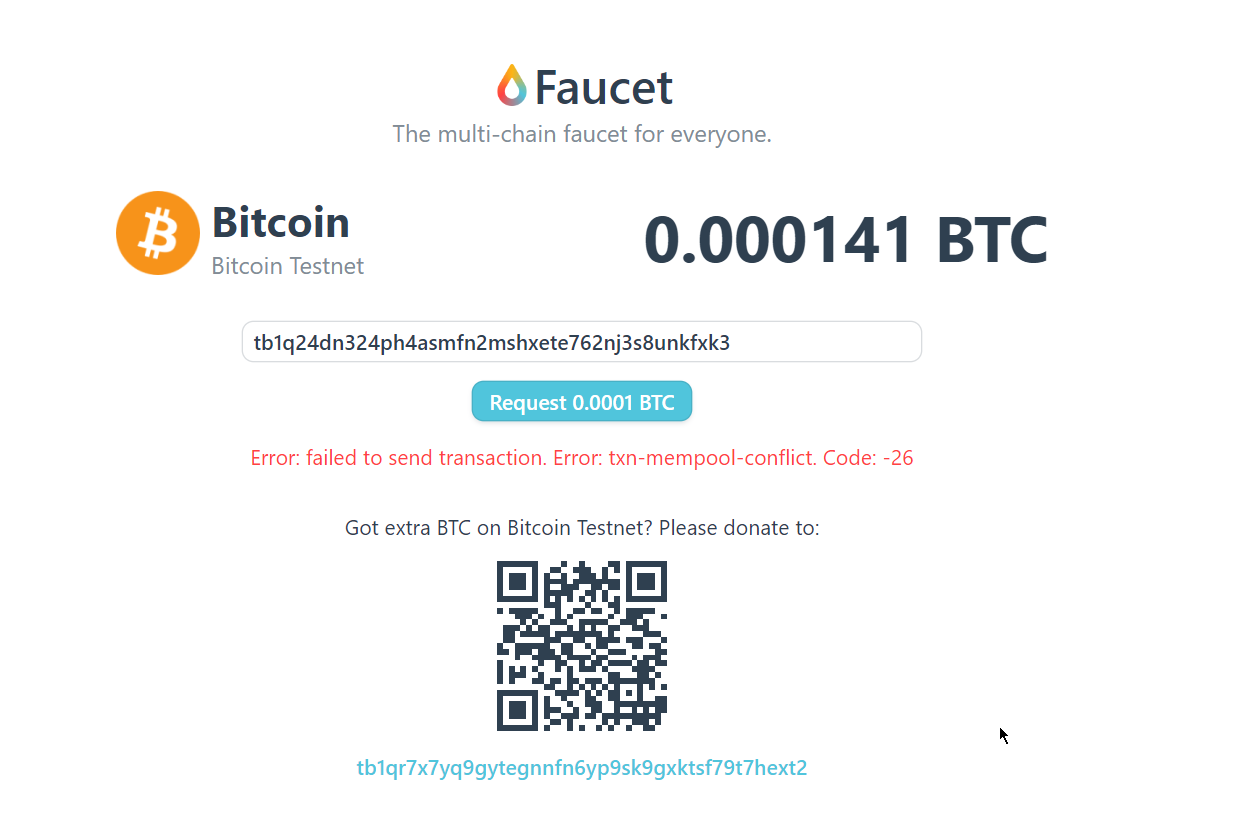 Faucet
The multi-chain faucet for everyone.
Bitcoin
Bitcoin Testnet
0.000141 BTC
tb1q24dn324ph4asmfn2mshxete762nj3s8unkfxk3
Request 0.0001 BTC
Error: failed to send transaction. Error: txn-mempool-conflict. Code: -26
Got extra BTC on Bitcoin Testnet? Please donate to:
tb1qr7x7yq9gytegnnfn6yp9sk9gxktsf79t7hext2